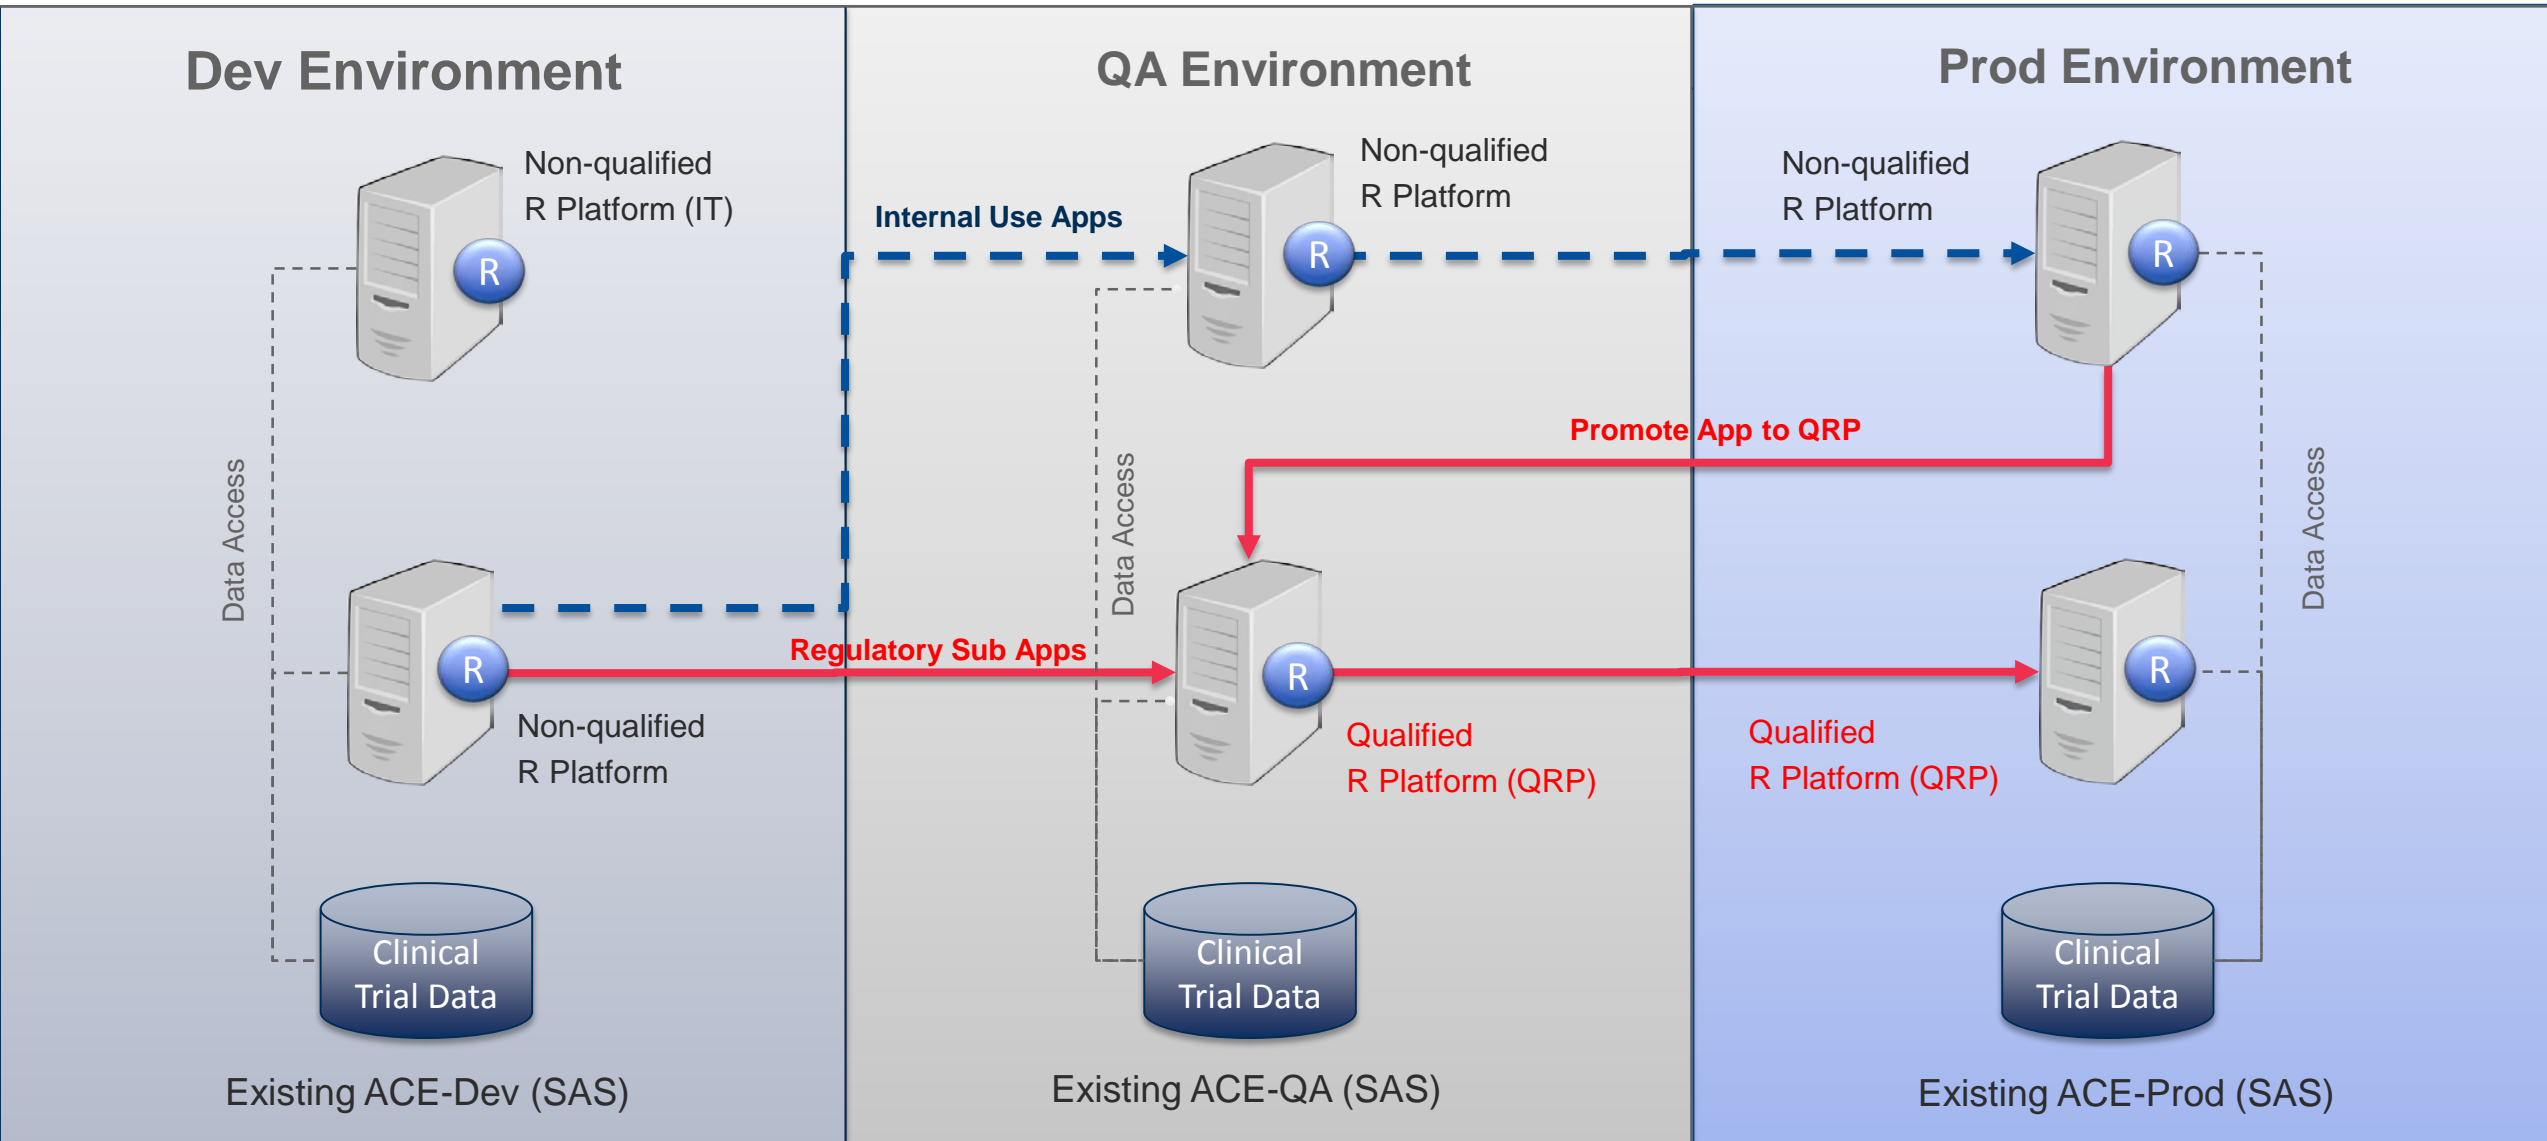 Dev Environment
QA Environment
Prod Environment
Non-qualified
R Platform (IT)
R
Internal Use Apps
Non-qualified
R Platform
R
Non-qualified
R Platform
R
Promote App to QRP
Data Access
Data Access
Data Access
R
Non-qualified
R Platform
Regulatory Sub Apps
R
Qualified
R Platform (QRP)
R
Qualified
R Platform (QRP)
Clinical
Trial Data
Clinical
Trial Data
Clinical
Trial Data
Existing ACE-Dev (SAS)
Existing ACE-QA (SAS)
Existing ACE-Prod (SAS)